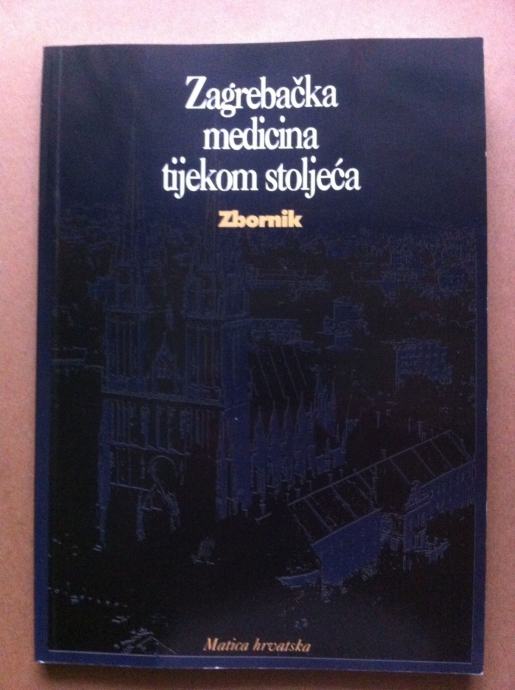 Zagrebačka
medicina
tijekom stoljeća
Zbornik
Matica hrvatska